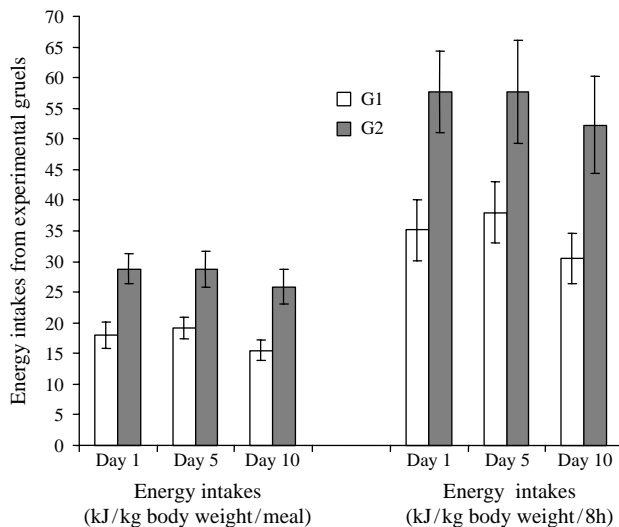 Energy intakes from experimental gruels
70
65
60
55
50
45
40
35
30
25
20
15
10
5
0
G1
G2
Day 1 Day 5 Day 10 Day 1 Day 5 Day 10
Energy intakes
(kJ/kg body weight/meal)
Energy intakes
(kJ/kg body weight/8h)